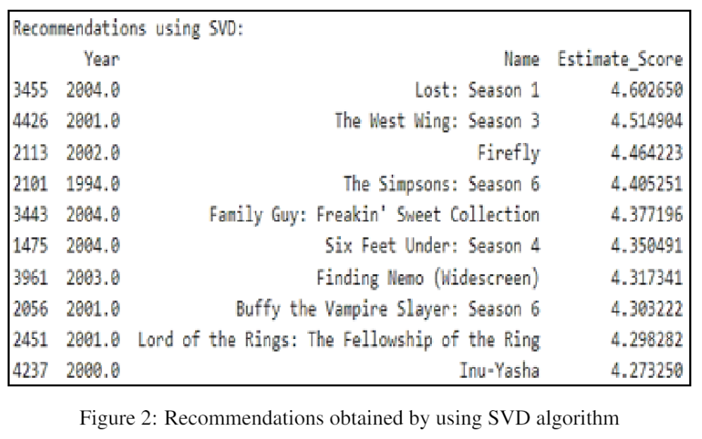 Recommendations using SVD:
Year Name Estimate_Score
3455 2004.0 Lost: Season 1 4.602650
4426 2001.0 The West Wing: Season 3 4.514904
2113 2002.0 Firefly 4.464223
2101 1994.0 The Simpsons: Season 6 4.405251
3443 2004.0 Family Guy: Freakin' Sweet Collection 4.377196
1475 2004.0 Six Feet Under: Season 4 4.350491
3961 2003.0 Finding Nemo (Widescreen) 4.317341
2056 2001.0 Buffy the Vampire Slayer: Season 6 4.303222
2451 2001.0 Lord of the Rings: The Fellowship of the Ring 4.298282
4237 2000.0 Inu-Yasha 4.273250
Figure 2: Recommendations obtained by using SVD algorithm